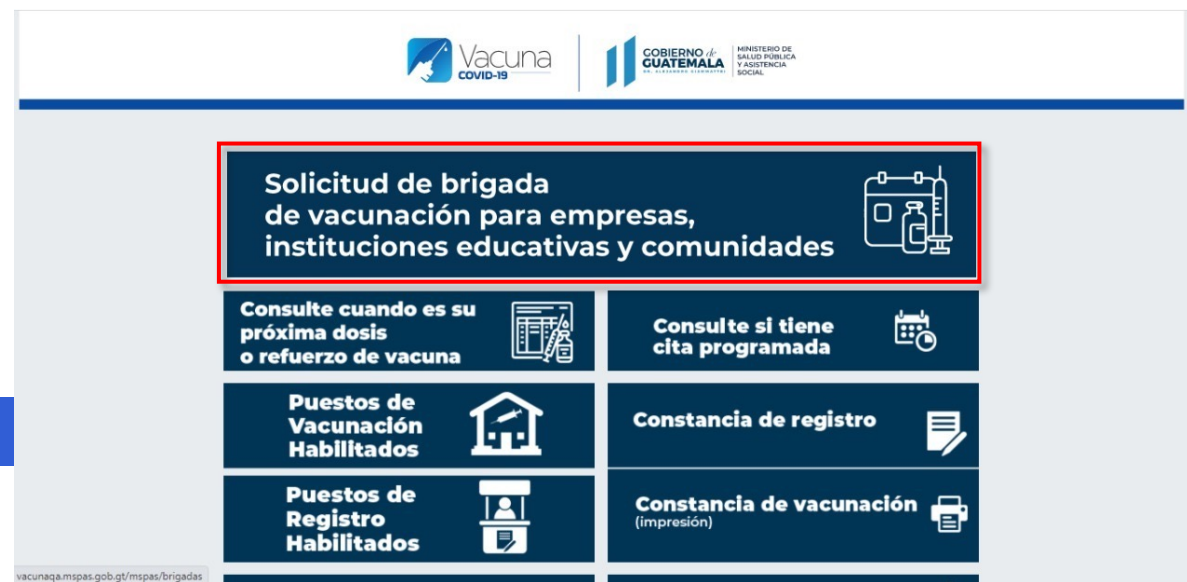 Vacuna
COVID-19
GOBIERNO de
GUATEMALA
DR. ALEJANDRO GIAMMATTEI
MINISTERIO DE
SALUD PÚBLICA
Y ASISTENCIA
SOCIAL
Solicitud de brigada
de vacunación para empresas,
instituciones educativas y comunidades
Consulte cuando es su
próxima dosis
o refuerzo de vacuna
Consulte si tiene
cita programada
Puestos de
Vacunación
Habilitados
Constancia de registro
Puestos de
Registro
Habilitados
Constancia de vacunación
(impresión)
vacunaqa.mspas.gob.gt/mspas/brigadas